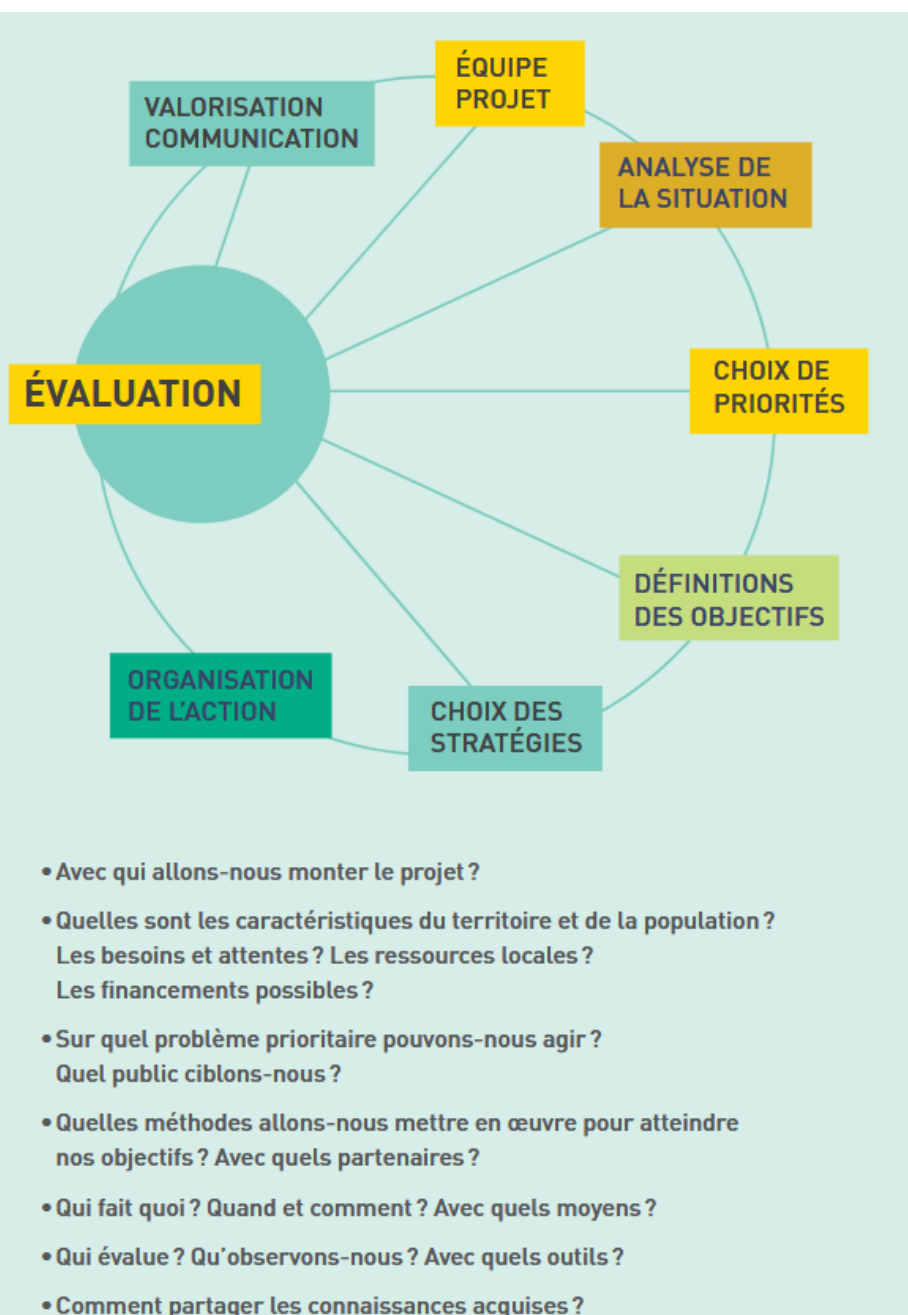 ÉQUIPE
PROJET
VALORISATION
COMMUNICATION
ANALYSE DE
LA SITUATION
ÉVALUATION
CHOIX DE
PRIORITÉS
DÉFINITIONS
DES OBJECTIFS
ORGANISATION
DE L'ACTION
CHOIX DES
STRATÉGIES
• Avec qui allons-nous monter le projet ?
• Quelles sont les caractéristiques du territoire et de la population ?
Les besoins et attentes ? Les ressources locales ?
Les financements possibles ?
• Sur quel problème prioritaire pouvons-nous agir ?
Quel public ciblons-nous ?
• Quelles méthodes allons-nous mettre en œuvre pour atteindre
nos objectifs ? Avec quels partenaires ?
• Qui fait quoi ? Quand et comment ? Avec quels moyens ?
• Qui évalue ? Qu'observons-nous ? Avec quels outils ?
• Comment partager les connaissances acquises ?